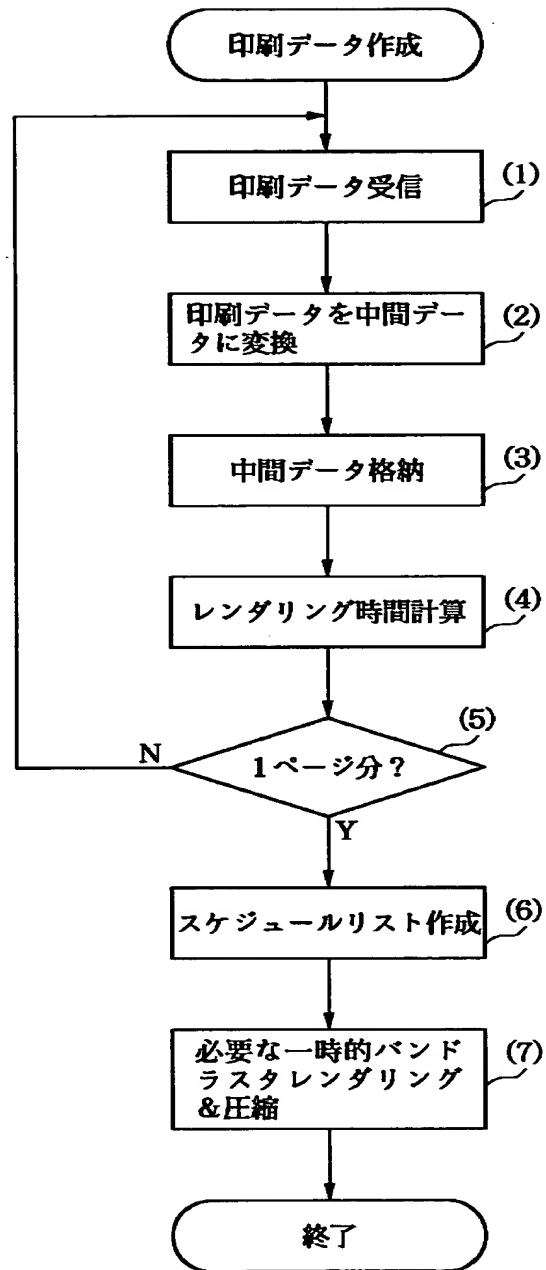 印刷データ作成
印刷データ受信
(1)
印刷データを中間デー
タに変換
(2)
中間データ格納
(3)
レンダリング時間計算
(4)
1ページ分?
(5)
N
Y
スケジュールリスト作成
(6)
必要な一時的バンド
ラスタレンダリング
&圧縮
(7)
終了